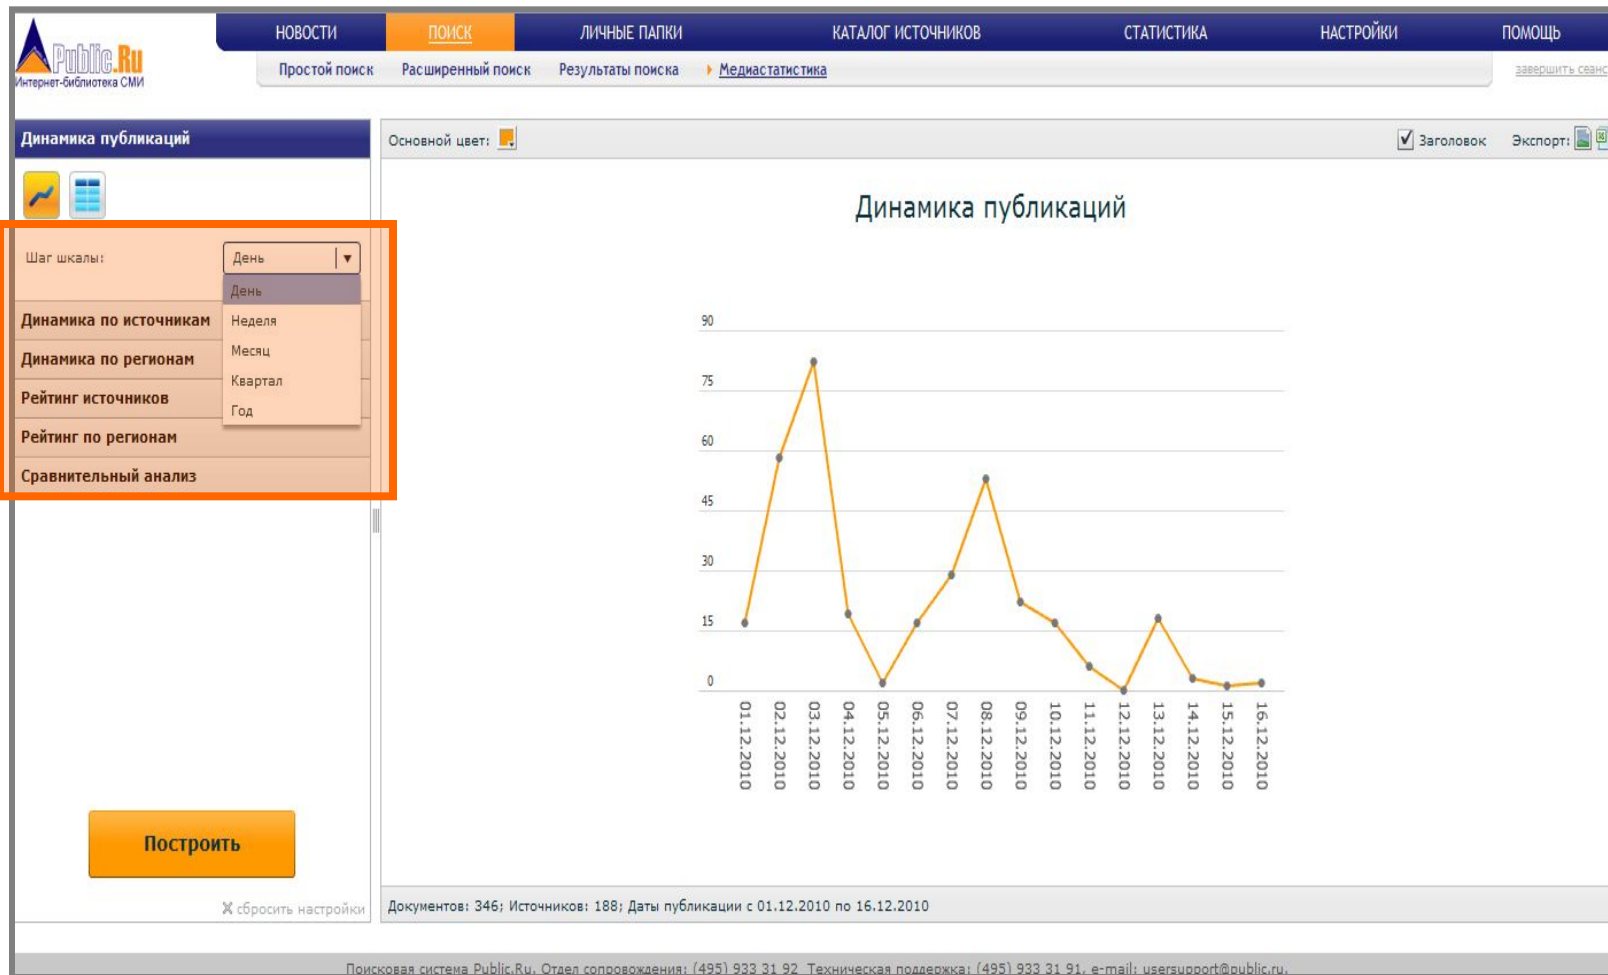 Public.Ru
Интернет-библиотека СМИ
НОВОСТИ ПОИСК ЛИЧНЫЕ ПАПКИ КАТАЛОГ ИСТОЧНИКОВ СТАТИСТИКА НАСТРОЙКИ ПОМОЩЬ
Простой поиск Расширенный поиск Результаты поиска Медиастатистика завершить сеанс
Динамика публикаций
Основной цвет: Заголовок Экспорт:
Шаг шкалы: День
День
Неделя
Месяц
Квартал
Год
Динамика по источникам
Динамика по регионам
Рейтинг источников
Рейтинг по регионам
Сравнительный анализ
Динамика публикаций
90
75
60
45
30
15
0
01.12.2010
02.12.2010
03.12.2010
04.12.2010
05.12.2010
06.12.2010
07.12.2010
08.12.2010
09.12.2010
10.12.2010
11.12.2010
12.12.2010
13.12.2010
14.12.2010
15.12.2010
16.12.2010
Построить
сбросить настройки
Документов: 346; Источников: 188; Даты публикации с 01.12.2010 по 16.12.2010
Поисковая система Public.Ru. Отдел сопровождения: (495) 933 31 92 Техническая поддержка: (495) 933 31 91, e-mail: usersupport@public.ru.